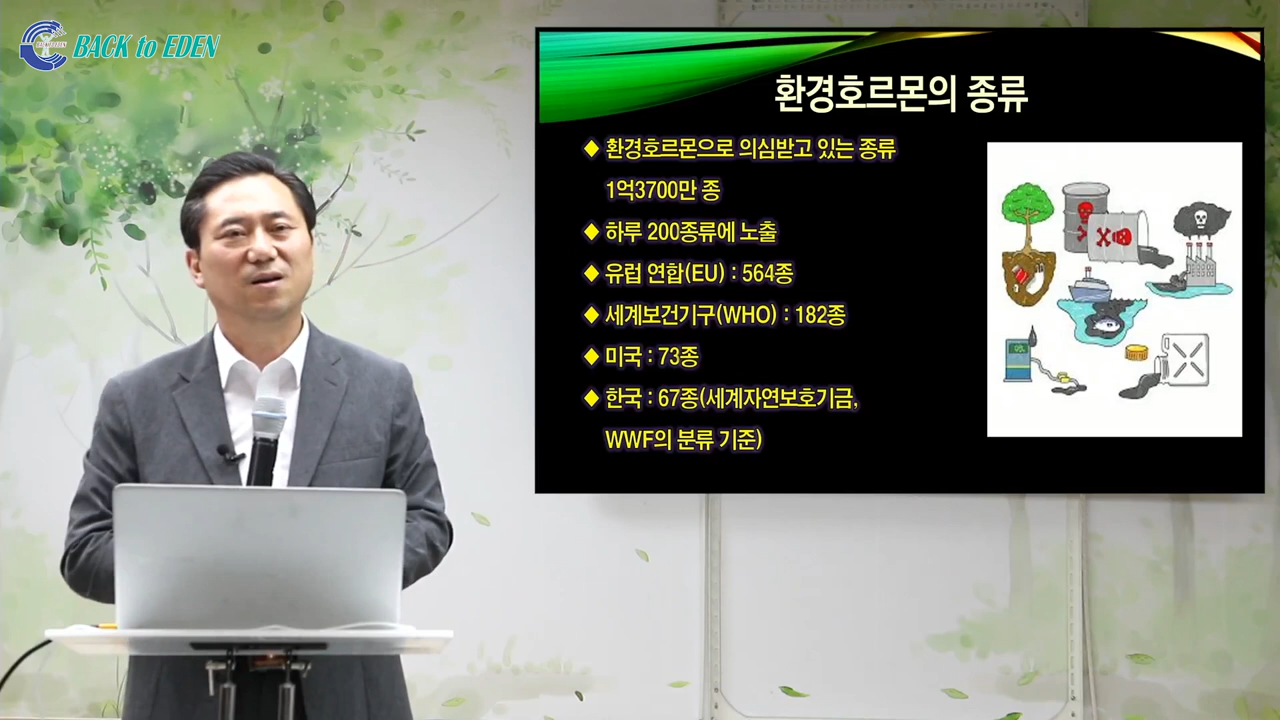 BACK to EDEN
환경호르몬의 종류
◆ 환경호르몬으로 의심받고 있는 종류
1억3700만 종
◆ 하루 200종류에 노출
◆ 유럽 연합(EU) : 564종
◆ 세계보건기구(WHO) : 182종
◆ 미국 : 73종
◆ 한국 : 67종(세계자연보호기금,
WWF의 분류 기준)